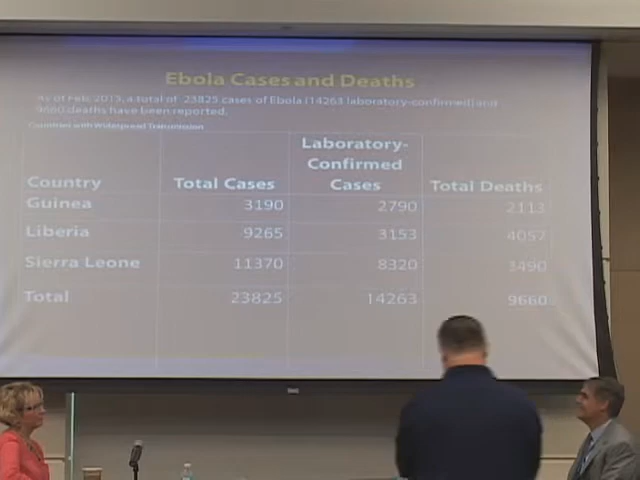 Ebola Cases and Deaths
As of Feb 2015, a total of 23825 cases of Ebola (14263 laboratory-confirmed) and
9660 deaths have been reported.
Countries with Widespread Transmission
Country Total Cases Laboratory-Confirmed Cases Total Deaths
Guinea 3190 2790 2113
Liberia 9265 3153 4057
Sierra Leone 11370 8320 3490
Total 23825 14263 9660